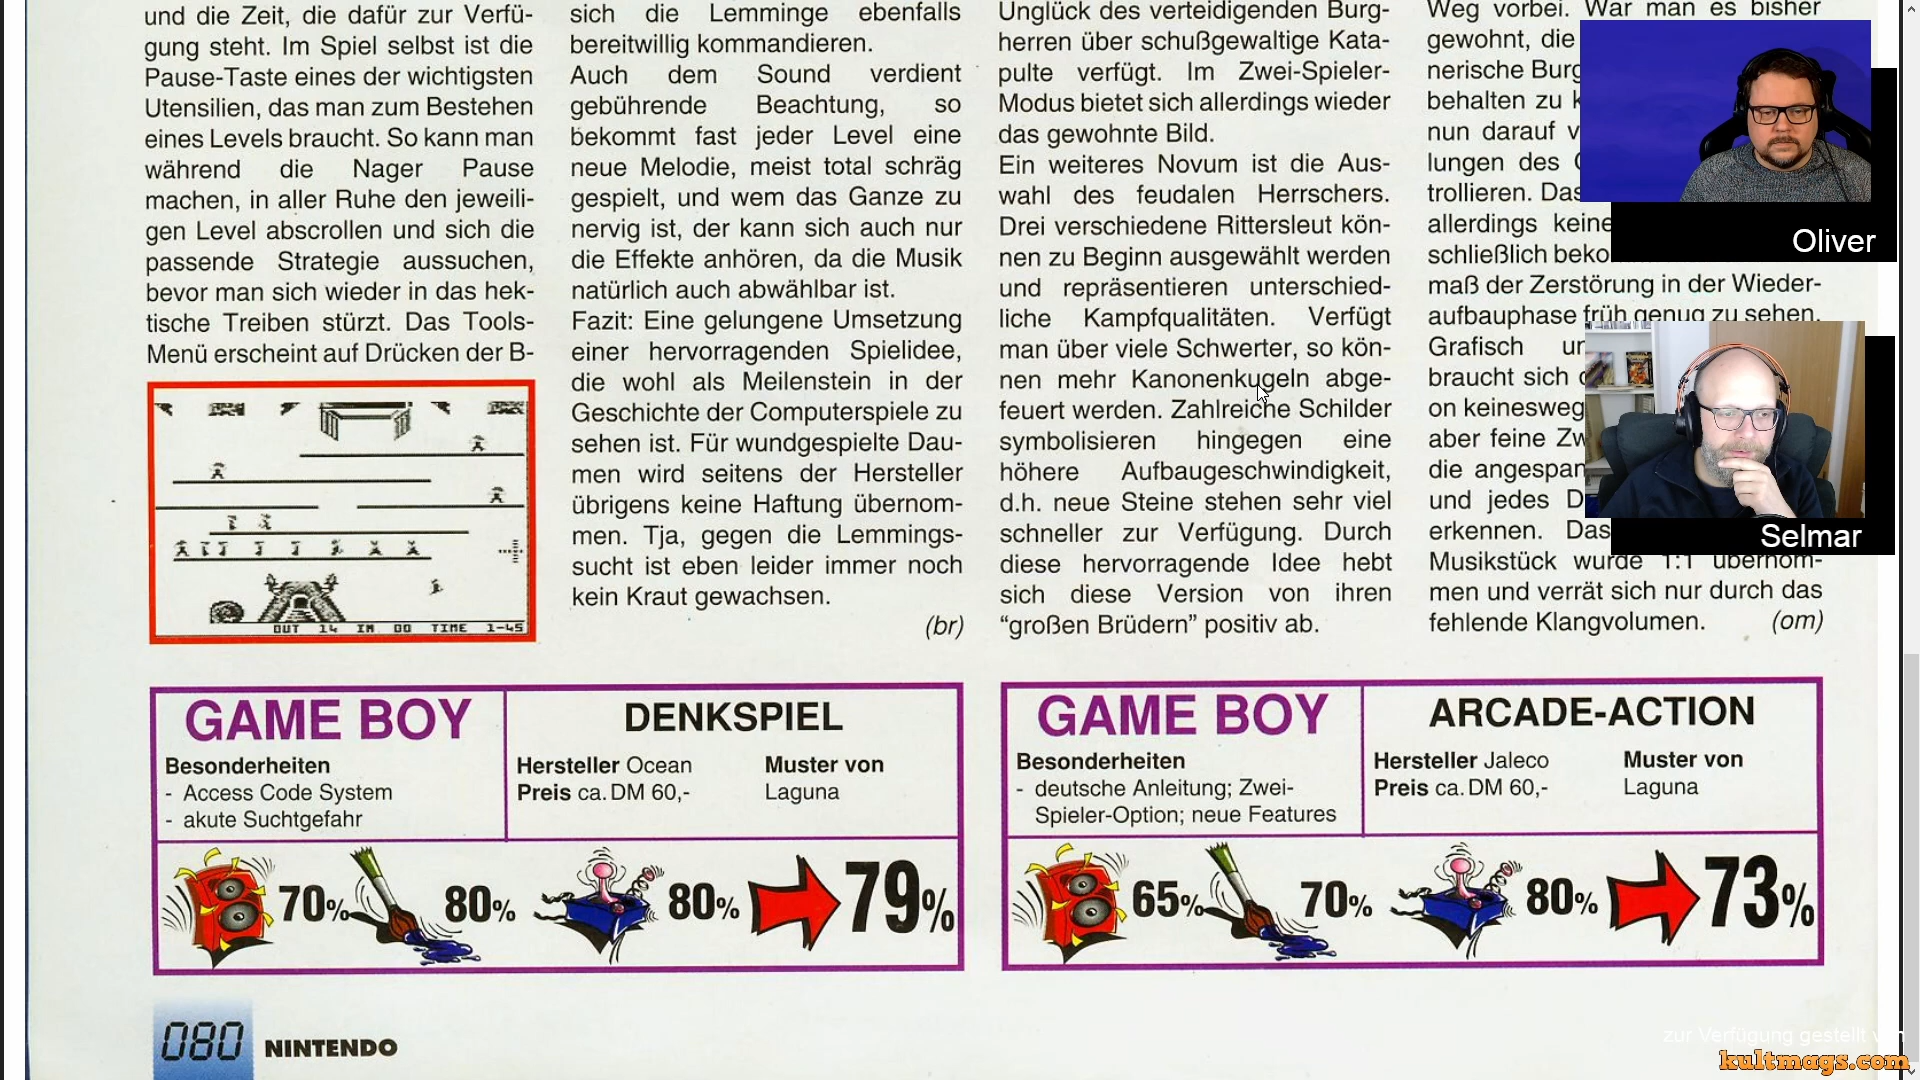 und die Zeit, die dafür zur Verfü-
gung steht. Im Spiel selbst ist die
Pause-Taste eines der wichtigsten
Utensilien, das man zum Bestehen
eines Levels braucht. So kann man
während die Nager Pause
machen, in aller Ruhe den jeweili-
gen Level abscrollen und sich die
passende Strategie aussuchen,
bevor man sich wieder in das hek-
tische Treiben stürzt. Das Tools-
Menü erscheint auf Drücken der B-
OUT 14 IN 00 TIME 1-45
sich die Lemminge ebenfalls
bereitwillig kommandieren.
Auch dem Sound verdient
gebührende Beachtung, so
bekommt fast jeder Level eine
neue Melodie, meist total schräg
gespielt, und wem das Ganze zu
nervig ist, der kann sich auch nur
die Effekte anhören, da die Musik
natürlich auch abwählbar ist.
Fazit: Eine gelungene Umsetzung
einer hervorragenden Spielidee,
die wohl als Meilenstein in der
Geschichte der Computerspiele zu
sehen ist. Für wundgespielte Dau-
men wird seitens der Hersteller
übrigens keine Haftung übernom-
men. Tja, gegen die Lemmings-
sucht ist eben leider immer noch
kein Kraut gewachsen.
(br)
Unglück des verteidigenden Burg-
herren über schußgewaltige Kata-
pulte verfügt. Im Zwei-Spieler-
Modus bietet sich allerdings wieder
das gewohnte Bild.
Ein weiteres Novum ist die Aus-
wahl des feudalen Herrschers.
Drei verschiedene Rittersleut kön-
nen zu Beginn ausgewählt werden
und repräsentieren unterschied-
liche Kampfqualitäten. Verfügt
man über viele Schwerter, so kön-
nen mehr Kanonenkugeln abge-
feuert werden. Zahlreiche Schilder
symbolisieren hingegen eine
höhere Aufbaugeschwindigkeit,
d.h. neue Steine stehen sehr viel
schneller zur Verfügung. Durch
diese hervorragende Idee hebt
sich diese Version von ihren
“großen Brüdern” positiv ab.
Weg vorbei. War man es bisher
gewohnt, die
nerische Burg
behalten zu
nun darauf
lungen des
trollieren. Das
allerdings keine
schließlich
maß der Zerstörung in der Wieder-
aufbauphase früh genug zu sehen.
Grafisch
braucht sich
on keinesweg
aber feine
die angespan
und jedes
erkennen. Das
Musikstück wurde 1:1 übernom-
men und verrät sich nur durch das
fehlende Klangvolumen. (om)
Oliver
Selmar
GAME BOY
Besonderheiten
- Access Code System
- akute Suchtgefahr
DENKSPIEL
Hersteller Ocean
Preis ca. DM 60,-
Muster von
Laguna
70% 80% 80% 79%
GAME BOY
Besonderheiten
- deutsche Anleitung; Zwei-
Spieler-Option; neue Features
ARCADE-ACTION
Hersteller Jaleco
Preis ca. DM 60,-
Muster von
Laguna
65% 70% 80% 73%
080 NINTENDO
zur Verfügung gestellt von
kultmags.com